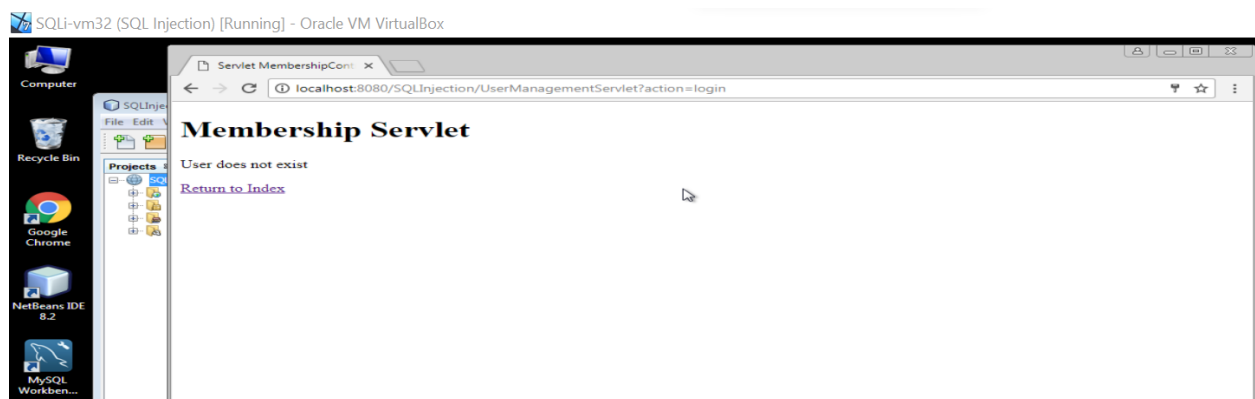 SQLi-vm32 (SQL Injection) [Running] - Oracle VM VirtualBox
Computer
Recycle Bin
Google
Chrome
NetBeans IDE
8.2
MySQL
Workben...
SQLInje
File Edit V
Projects
SQ
Servlet MembershipCont
localhost:8080/SQLInjection/UserManagementServlet?action=login
Membership Servlet
User does not exist
Return to Index